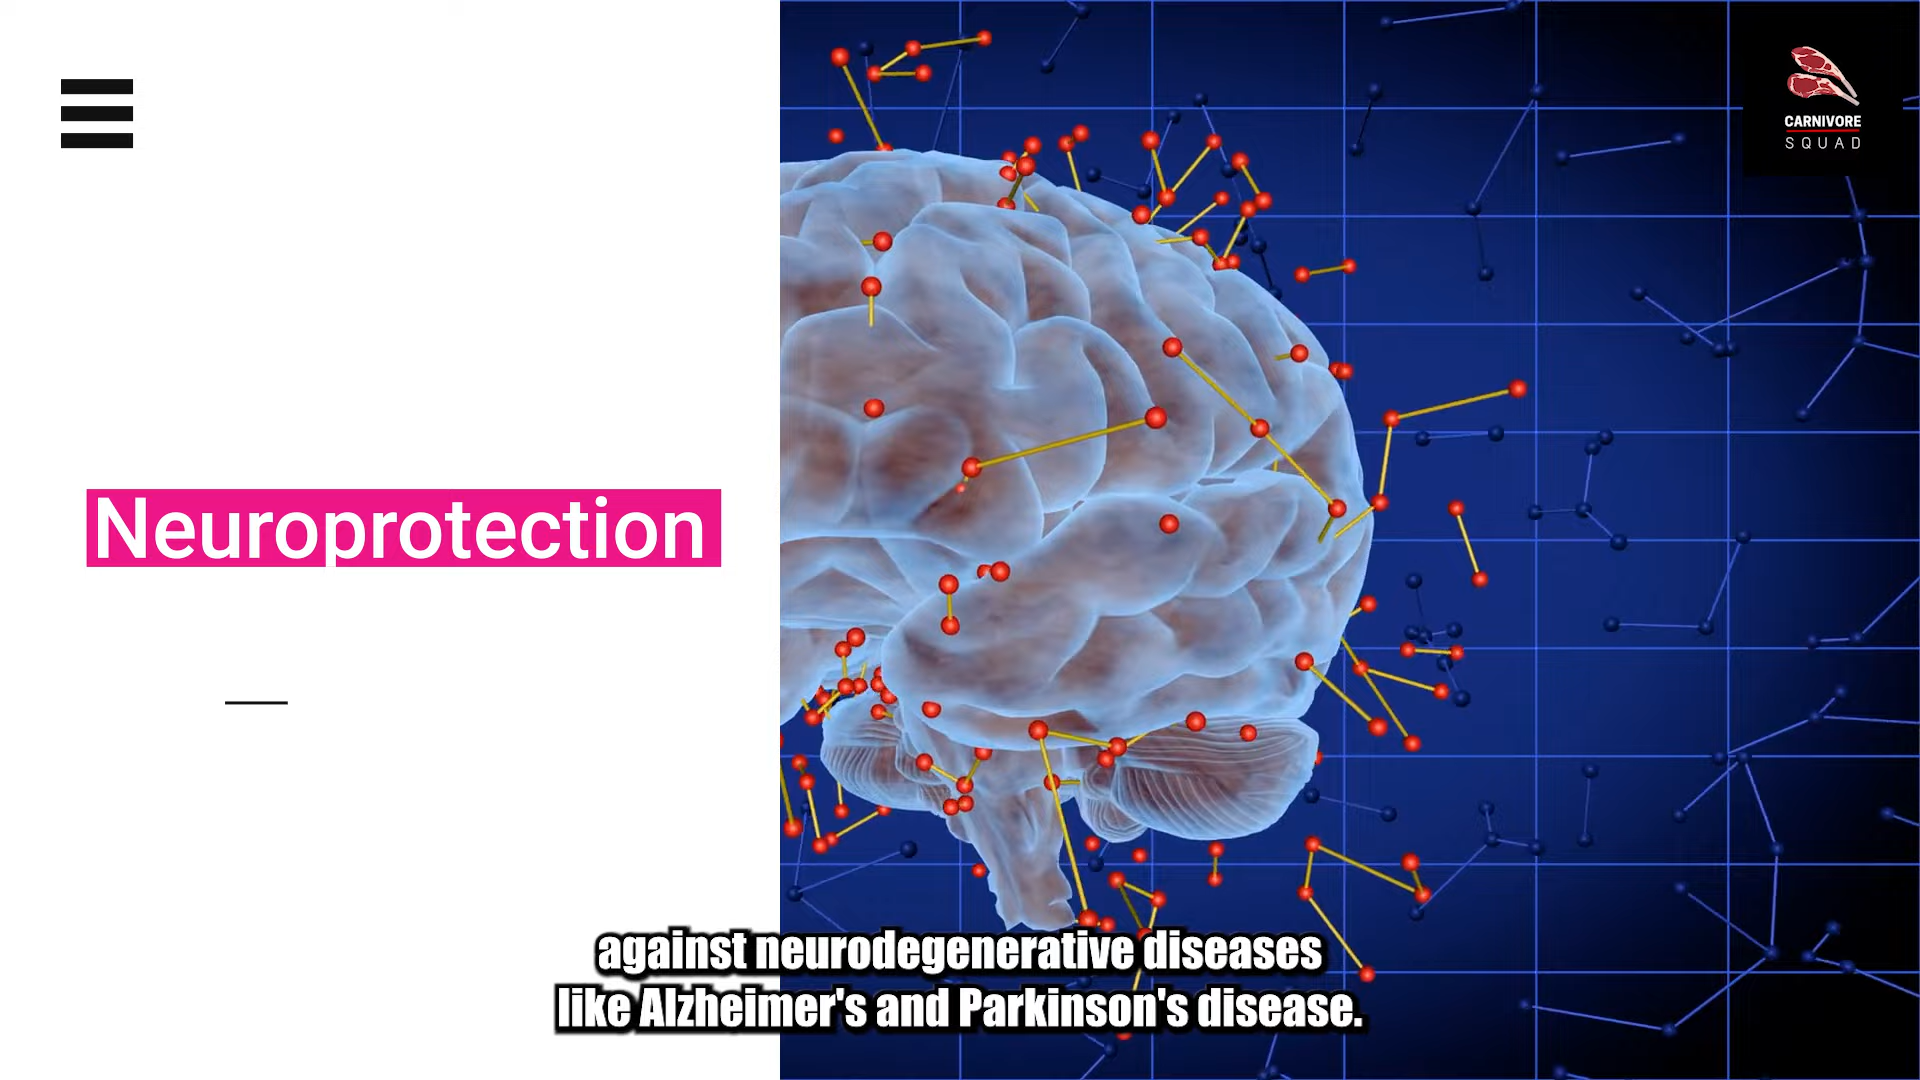 CARNIVORE
SQUAD
Neuroprotection
against neurodegenerative diseases
like Alzheimer's and Parkinson's disease.